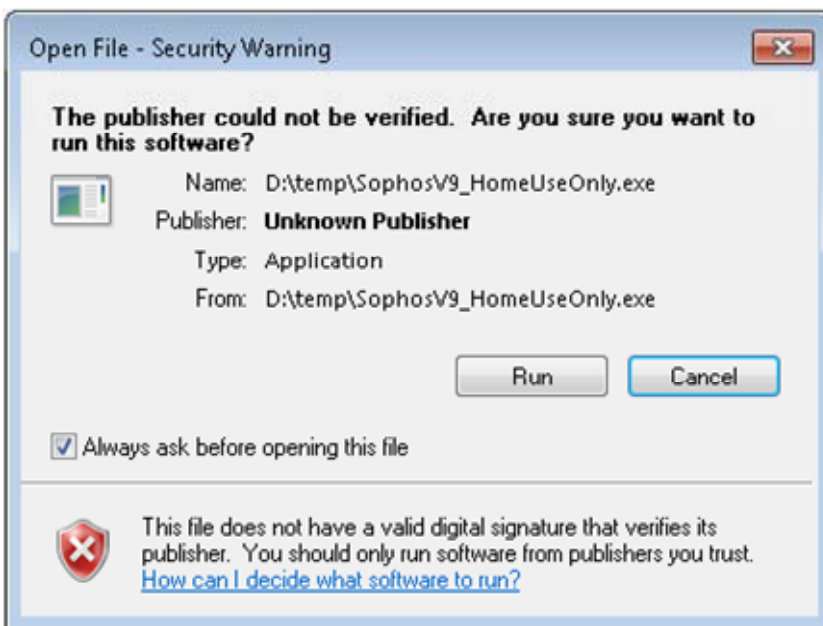 Open File - Security Warning
The publisher could not be verified.  Are you sure you want to
run this software?
Name: D:\temp\SophosV9_HomeUseOnly.exe
Publisher: Unknown Publisher
Type: Application
From: D:\temp\SophosV9_HomeUseOnly.exe
Run Cancel
Always ask before opening this file
This file does not have a valid digital signature that verifies its
publisher.  You should only run software from publishers you trust.
How can I decide what software to run?